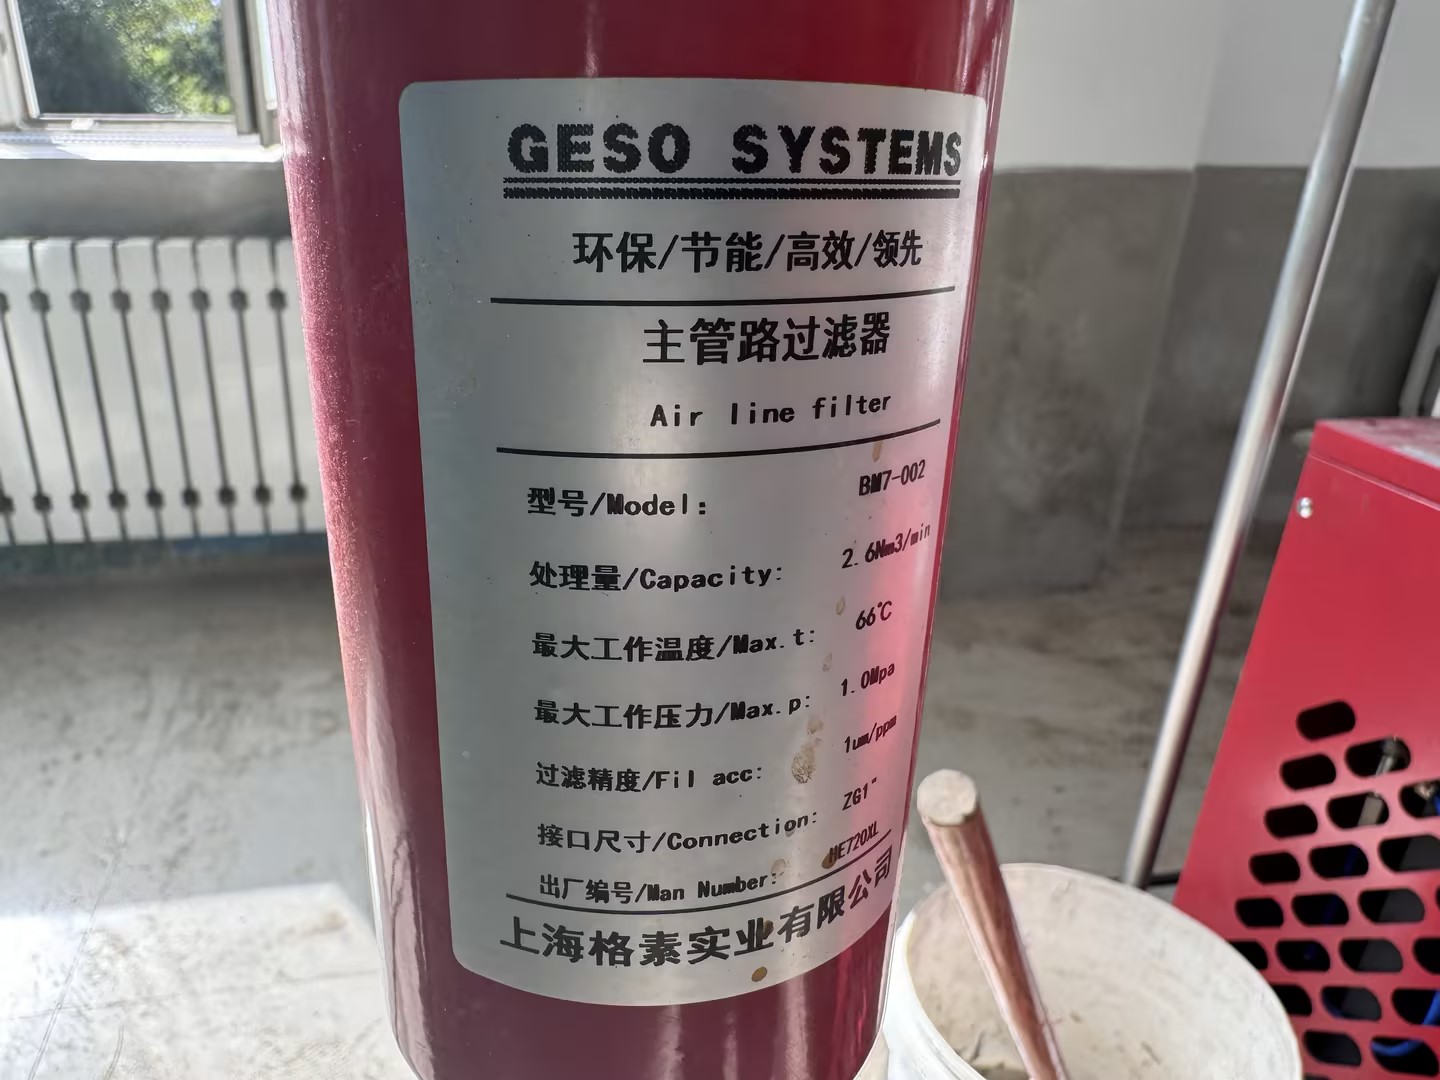 GESO SYSTEMS
环保/节能/高效/领先
主管路过滤器
Air line filter
型号/Model: BM7-002
处理量/Capacity: 2.6Nm3/min
最大工作温度/Max.t: 66℃
最大工作压力/Max.p: 1.0Mpa
过滤精度/Fil acc: 1um/ppm
接口尺寸/Connection: ZG1"
出厂编号/Man Number: HE720XL
上海格素实业有限公司